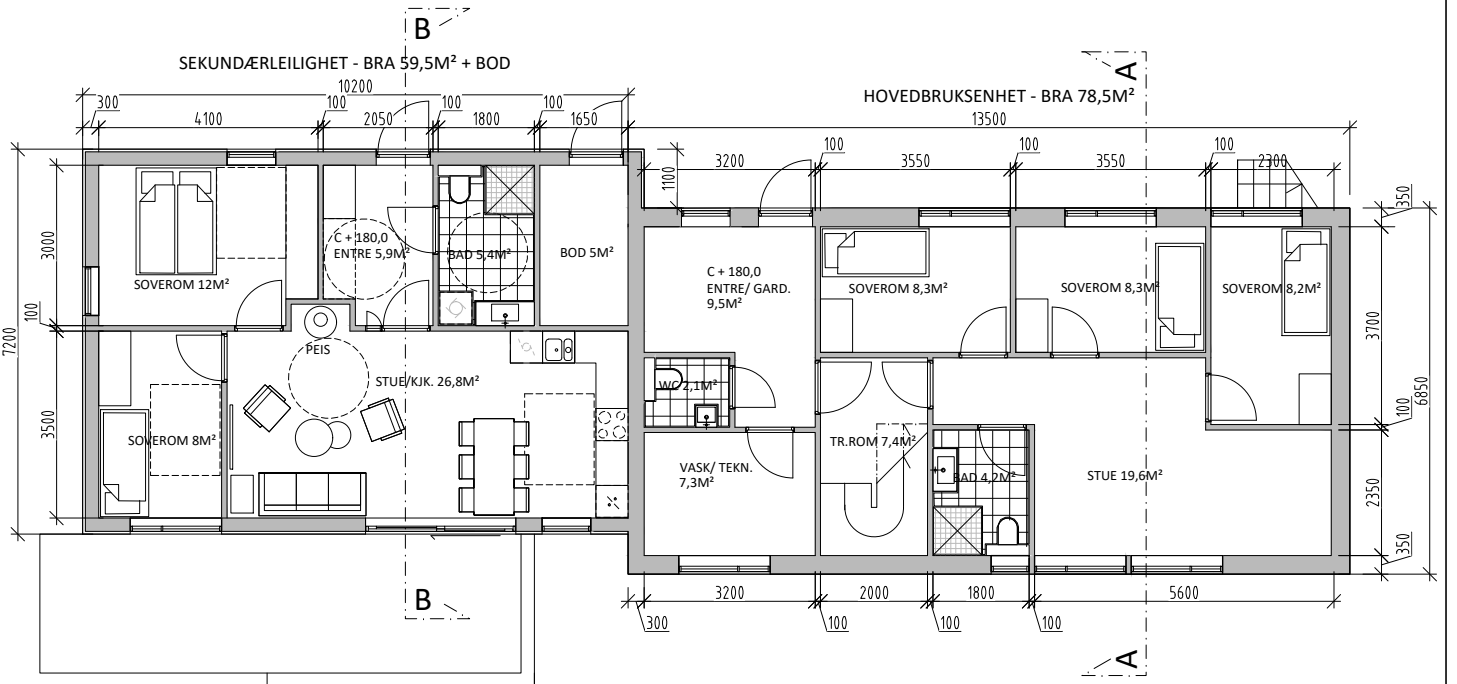 B
SEKUNDÆRLEILIGHET - BRA 59,5M² + BOD
A
HOVEDBRUKSENHET - BRA 78,5M²
10200
300
100
100
100
4100
2050
1800
1650
13500
3200
100
3550
100
3550
100
2300
1100
350
7200
3000
100
3500
SOVEROM 12M²
C + 180,0
ENTRE 5,9M²
BAD 5,4M²
BOD 5M²
C + 180,0
ENTRE/ GARD.
9,5M²
SOVEROM 8,3M²
SOVEROM 8,3M²
SOVEROM 8,2M²
3700
6850
100
2350
350
PEIS
STUE/KJK. 26,8M²
SOVEROM 8M²
WC 2,1M²
VASK/ TEKN.
7,3M²
TR.ROM 7,4M²
BAD 4,2M²
STUE 19,6M²
B
3200
2000
1800
5600
300
100
100
100
A